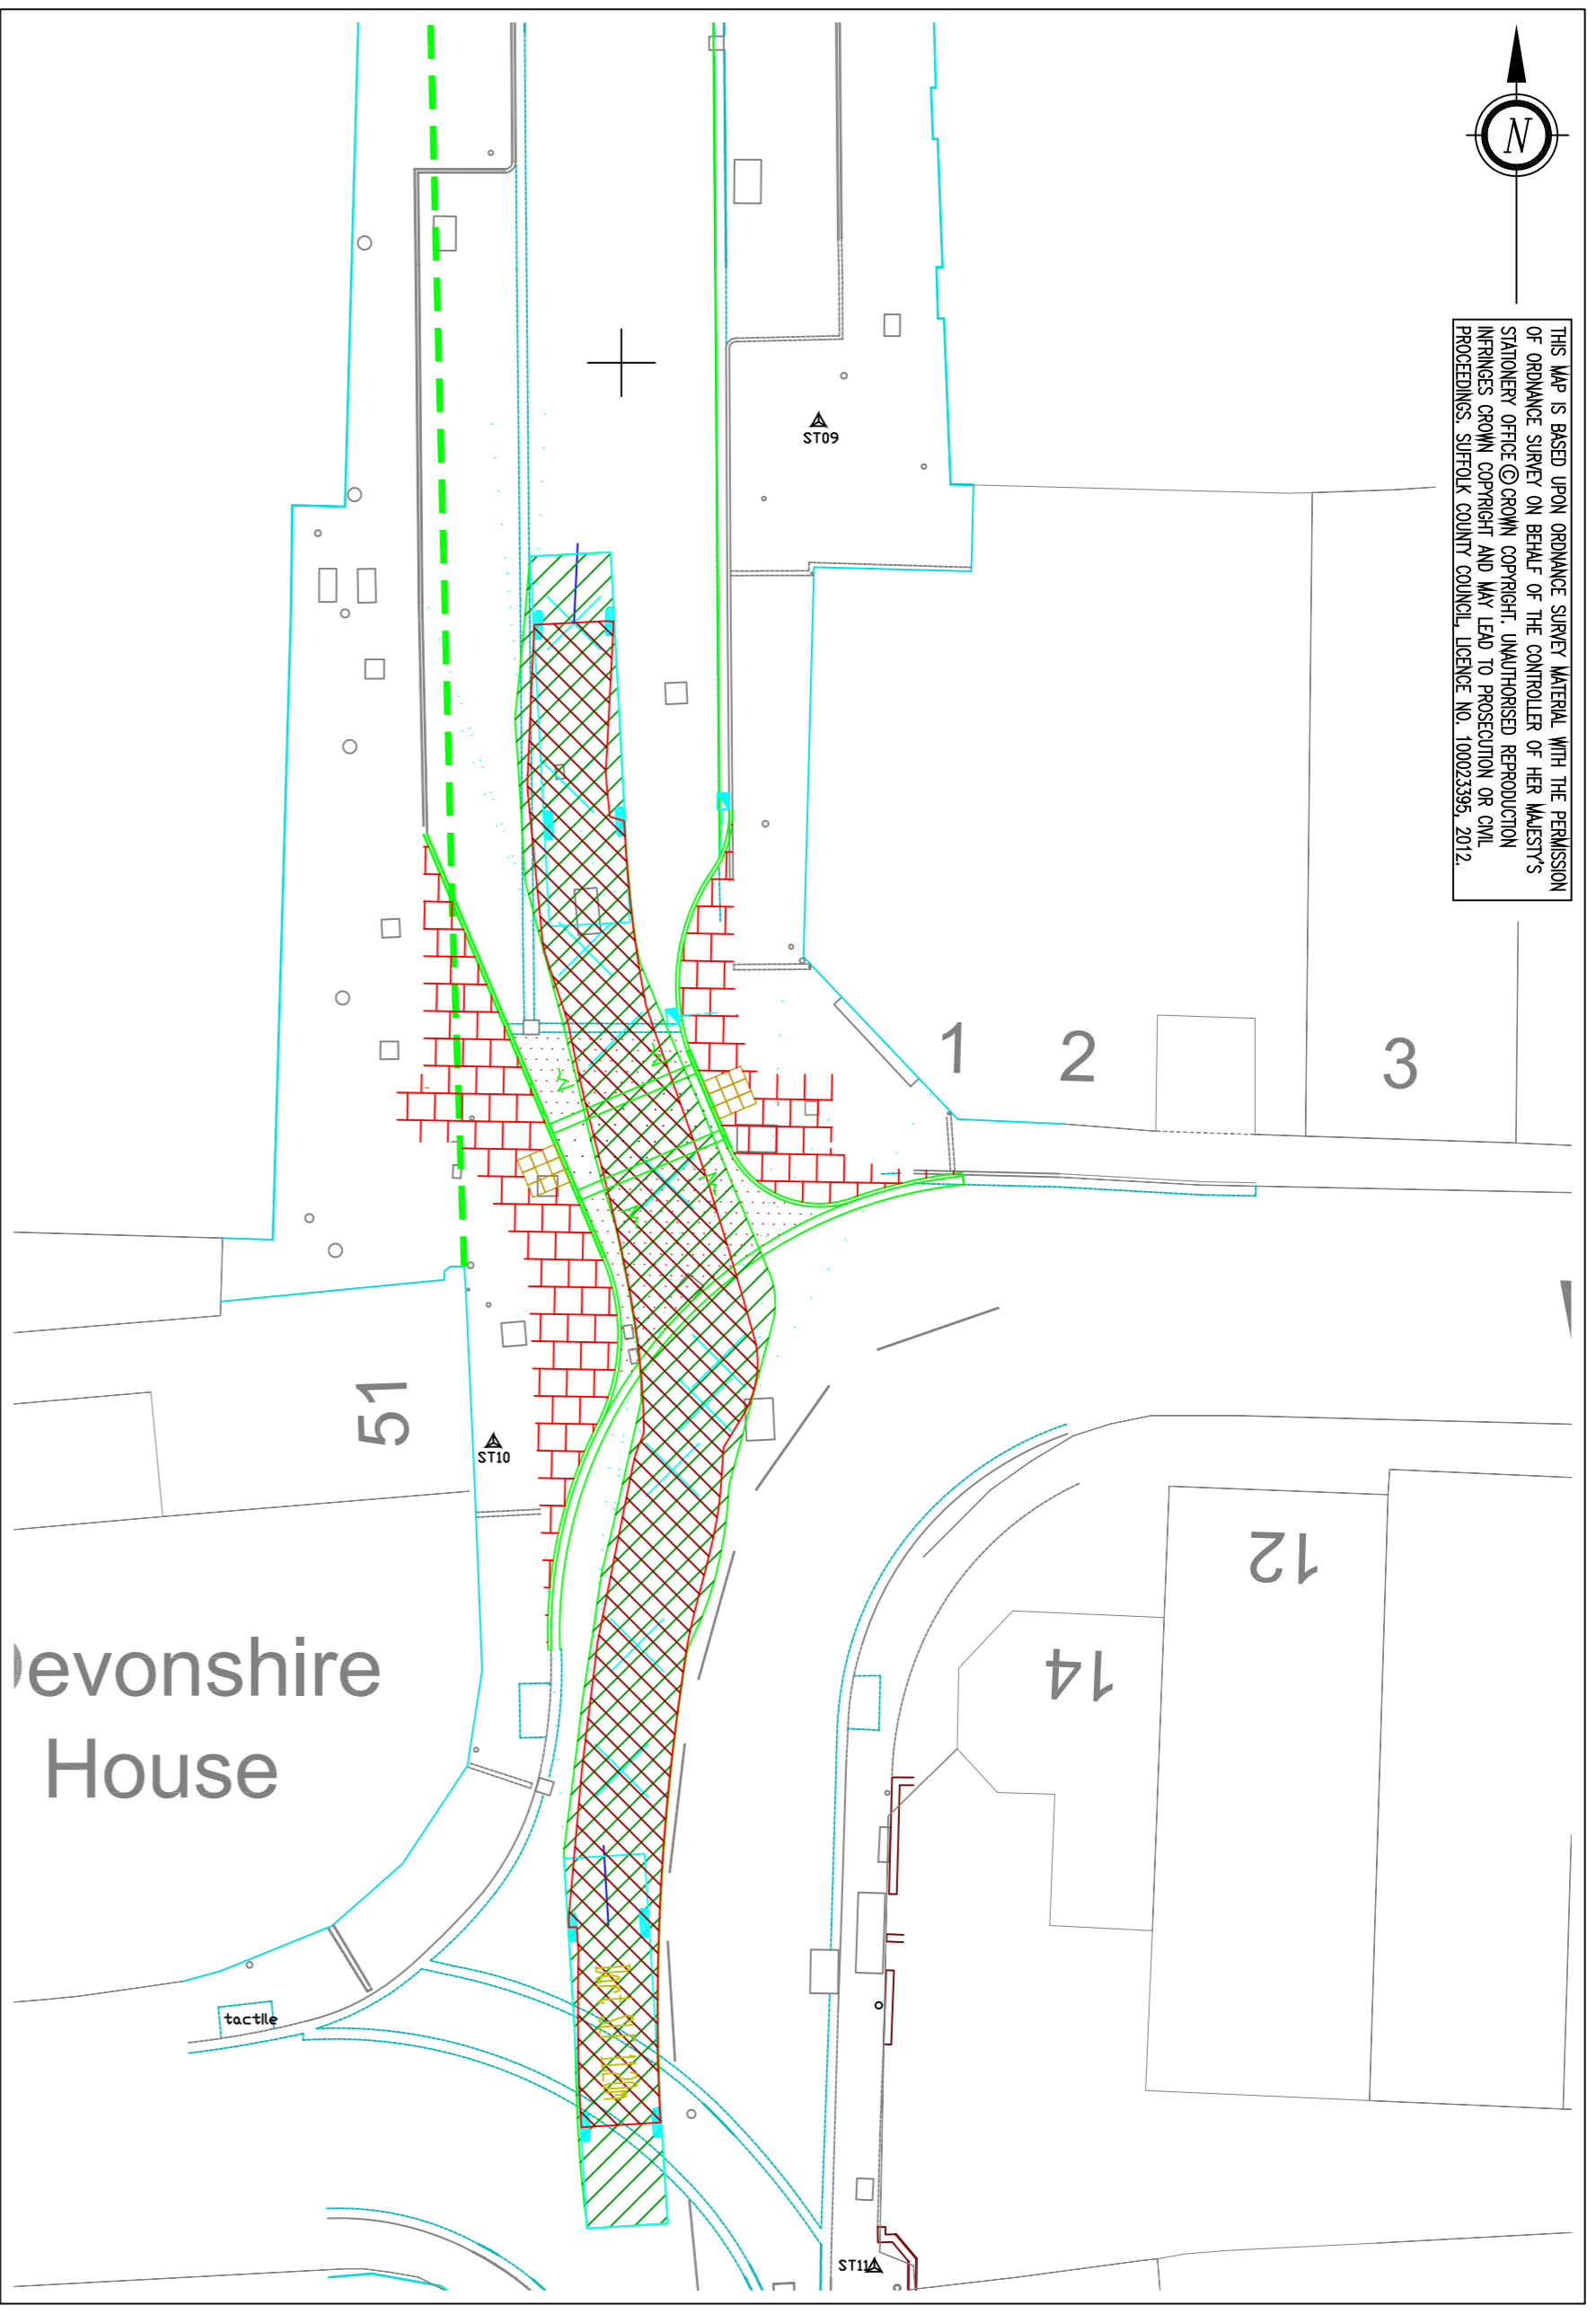 N
THIS MAP IS BASED UPON ORDNANCE SURVEY MATERIAL WITH THE PERMISSION
OF ORDNANCE SURVEY ON BEHALF OF THE CONTROLLER OF HER MAJESTY'S
STATIONERY OFFICE © CROWN COPYRIGHT. UNAUTHORISED REPRODUCTION
INFRINGES CROWN COPYRIGHT AND MAY LEAD TO PROSECUTION OR CIVIL
PROCEEDINGS. SUFFOLK COUNTY COUNCIL, LICENCE NO. 100023395, 2012.
ST09
1
2
3
51
ST10
12
14
Devonshire
House
tactile
ST11